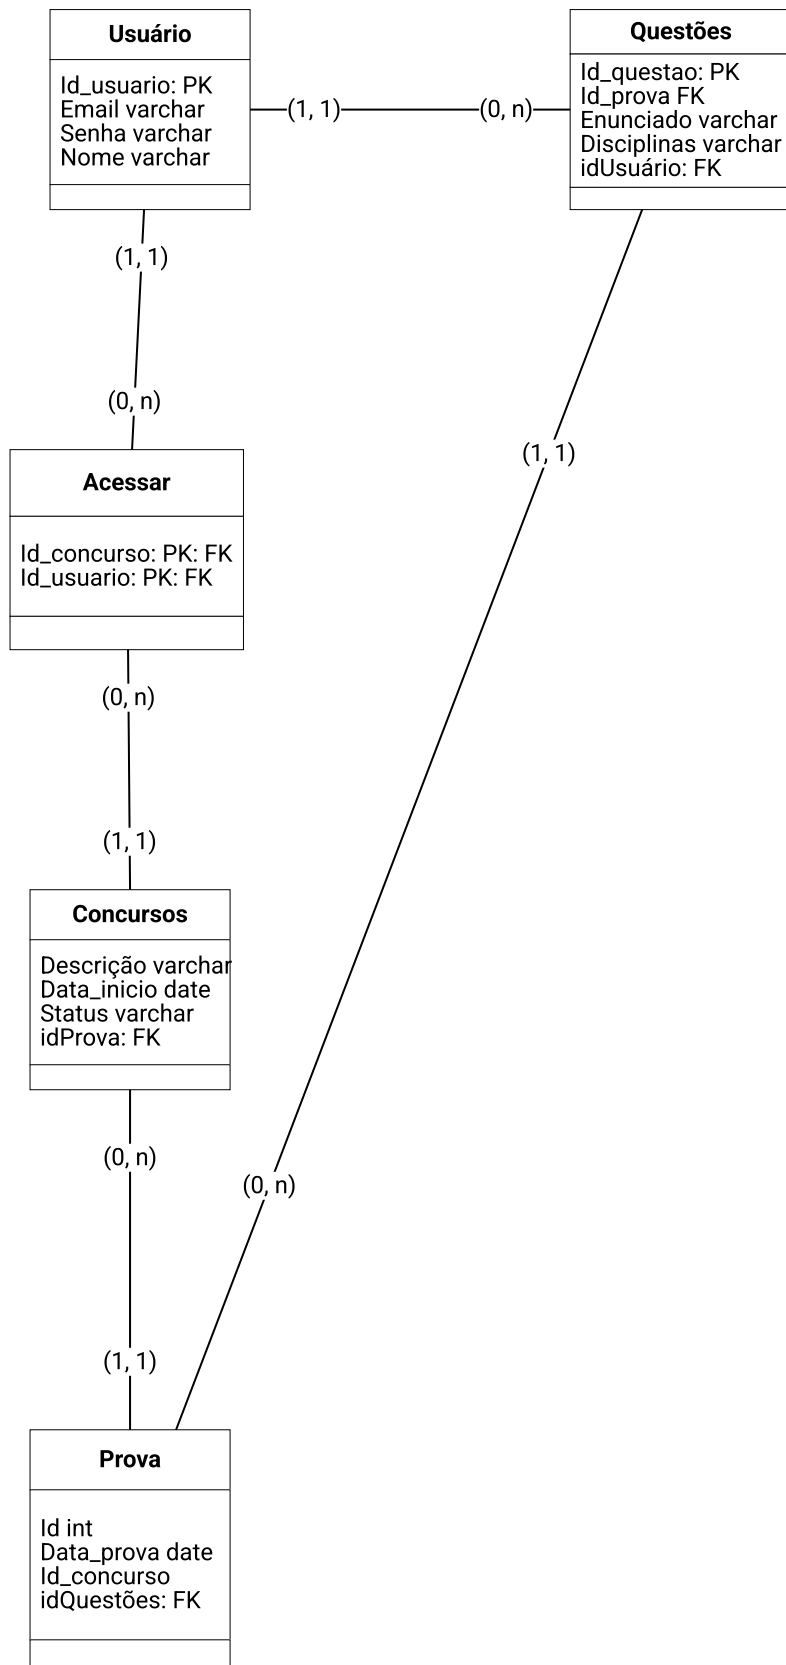 Usuário
Id_usuario: PK
Email varchar
Senha varchar
Nome varchar
(1, 1)
(0, n)
Questões
Id_questao: PK
Id_prova FK
Enunciado varchar
Disciplinas varchar
idUsuário: FK
(1, 1)
(0, n)
Acessar
Id_concurso: PK: FK
Id_usuario: PK: FK
(1, 1)
(0, n)
(1, 1)
Concursos
Descrição varchar
Data_inicio date
Status varchar
idProva: FK
(0, n)
(0, n)
(1, 1)
Prova
Id int
Data_prova date
Id_concurso
idQuestões: FK